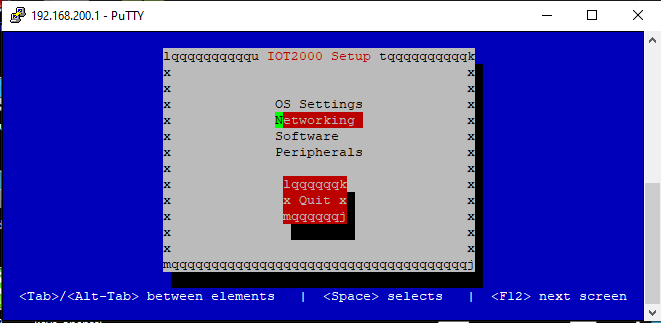 192.168.200.1 - PuTTY
lqqqqqqqqqqu IOT2000 Setup tqqqqqqqqqqk
x x
x x
x OS Settings x
x Networking x
x Software x
x Peripherals x
x x
x lqqqqqqk x
x x Quit x x
x mqqqqqqj x
x x
x x
mqqqqqqqqqqqqqqqqqqqqqqqqqqqqqqqqqqqqqj
<Tab>/<Alt-Tab> between elements | <Space> selects | <F12> next screen